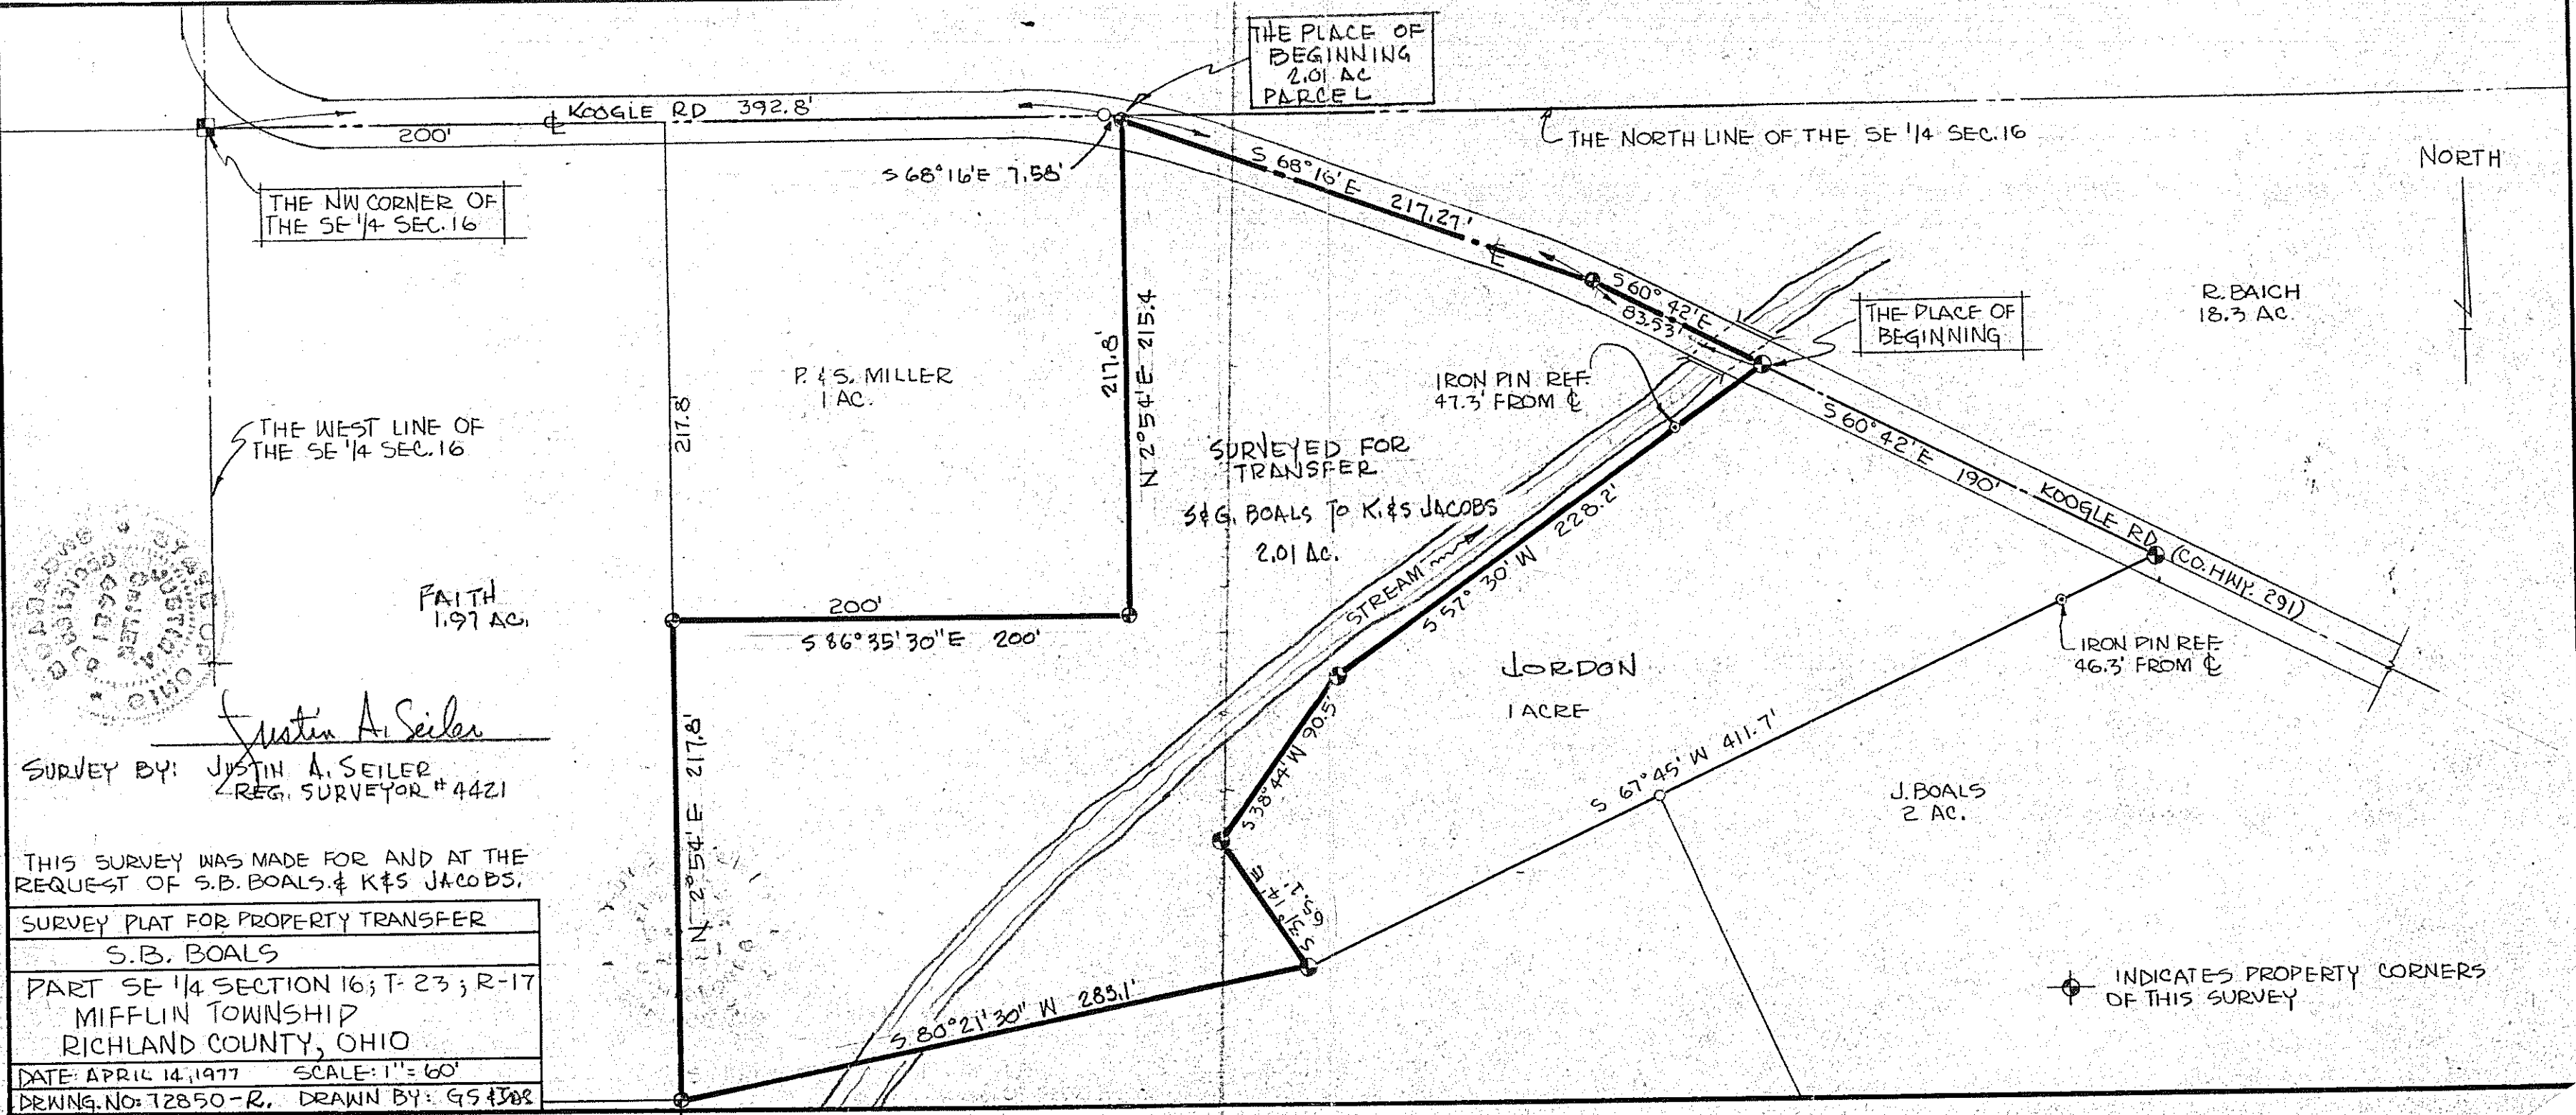 THE PLACE OF
BEGINNING
2.01 AC
PARCEL
℄ KOOGLE RD 392.8'
200'
THE NORTH LINE OF THE SE 1/4 SEC.16
S 68°16'E 7.58'
S 68°16'E 217.27'
℄
NORTH
THE NW CORNER OF
THE SE 1/4 SEC.16
S 60° 42'E
83.53'
THE PLACE OF
BEGINNING
R. BAICH
18.3 AC.
217.8'
N 2°54'E 215.4
P. & S. MILLER
1 AC.
217.8'
IRON PIN REF.
47.3' FROM ℄
THE WEST LINE OF
THE SE 1/4 SEC.16
SURVEYED FOR
TRANSFER
S&G. BOALS TO K.&S JACOBS
2.01 AC.
S 60° 42'E 190'
KOOGLE RD. (CO. HWY. 291)
STREAM
S 57° 30' W 228.2'
FAITH
1.97 AC.
200'
S 86°35'30"E 200'
IRON PIN REF.
46.3' FROM ℄
JORDON
1 ACRE
Justin A. Seiler
SURVEY BY: JUSTIN A. SEILER
REG. SURVEYOR # 4421
N 2°54' E 217.8'
S 38°44' W 90.5'
S 67°45' W 411.7'
J. BOALS
2 AC.
S 31° 14' E
65.1'
THIS SURVEY WAS MADE FOR AND AT THE
REQUEST OF S.B. BOALS. & K&S JACOBS.
SURVEY PLAT FOR PROPERTY TRANSFER
S.B. BOALS
PART SE 1/4 SECTION 16; T-23; R-17
MIFFLIN TOWNSHIP
RICHLAND COUNTY, OHIO
DATE: APRIL 14, 1977 SCALE: 1"= 60'
DRWNG. NO: 72850-R. DRAWN BY: GS &
S 80°21'30" W 283.1'
INDICATES PROPERTY CORNERS
OF THIS SURVEY